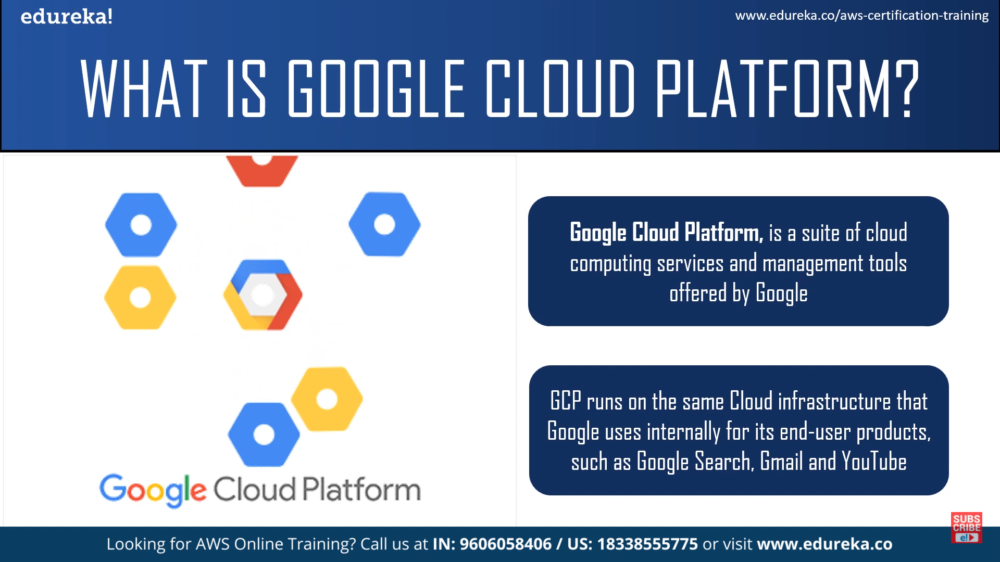 edureka!
www.edureka.co/aws-certification-training
WHAT IS GOOGLE CLOUD PLATFORM?
Google Cloud Platform, is a suite of cloud
computing services and management tools
offered by Google
GCP runs on the same Cloud infrastructure that
Google uses internally for its end-user products,
such as Google Search, Gmail and YouTube
Google Cloud Platform
SUBS
CRIBE
e!
Looking for AWS Online Training? Call us at IN: 9606058406 / US: 18338555775 or visit www.edureka.co